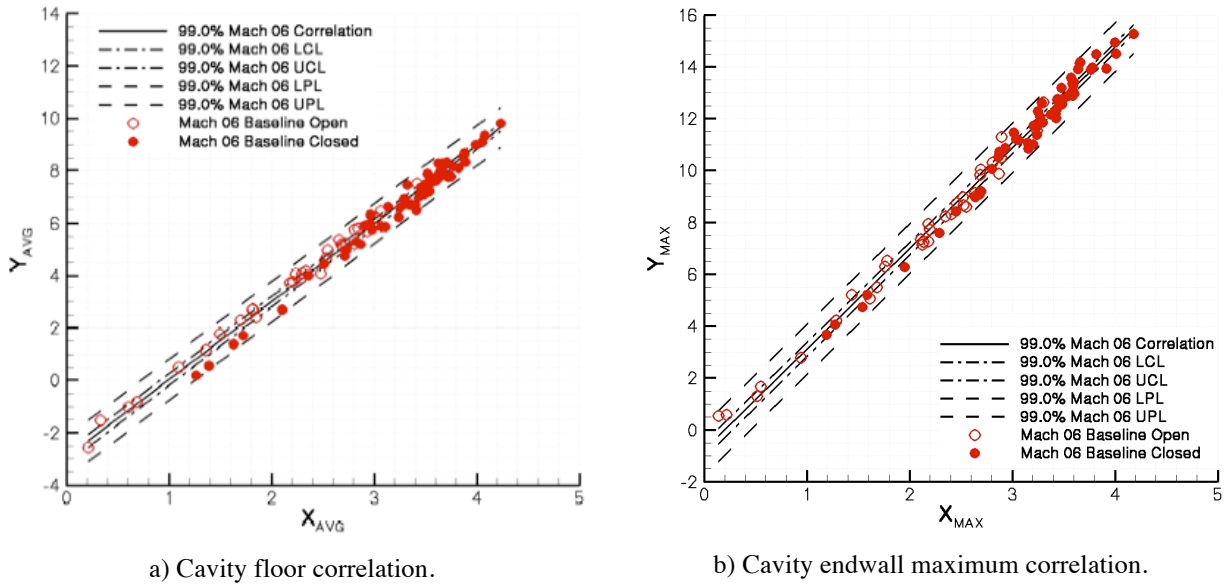 14
12
10
8
6
4
2
0
-2
-4
0
1
2
3
4
5
Y_AVG
X_AVG
99.0% Mach 06 Correlation
99.0% Mach 06 LCL
99.0% Mach 06 UCL
99.0% Mach 06 LPL
99.0% Mach 06 UPL
Mach 06 Baseline Open
Mach 06 Baseline Closed
a) Cavity floor correlation.
16
14
12
10
8
6
4
2
0
-2
0
1
2
3
4
5
Y_MAX
X_MAX
99.0% Mach 06 Correlation
99.0% Mach 06 LCL
99.0% Mach 06 UCL
99.0% Mach 06 LPL
99.0% Mach 06 UPL
Mach 06 Baseline Open
Mach 06 Baseline Closed
b) Cavity endwall maximum correlation.